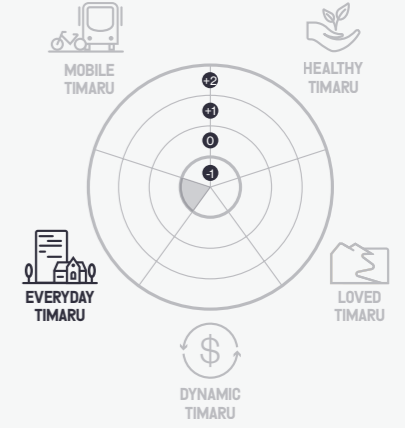 MOBILE
TIMARU
HEALTHY
TIMARU
+2
+1
0
-1
EVERYDAY
TIMARU
LOVED
TIMARU
$
DYNAMIC
TIMARU